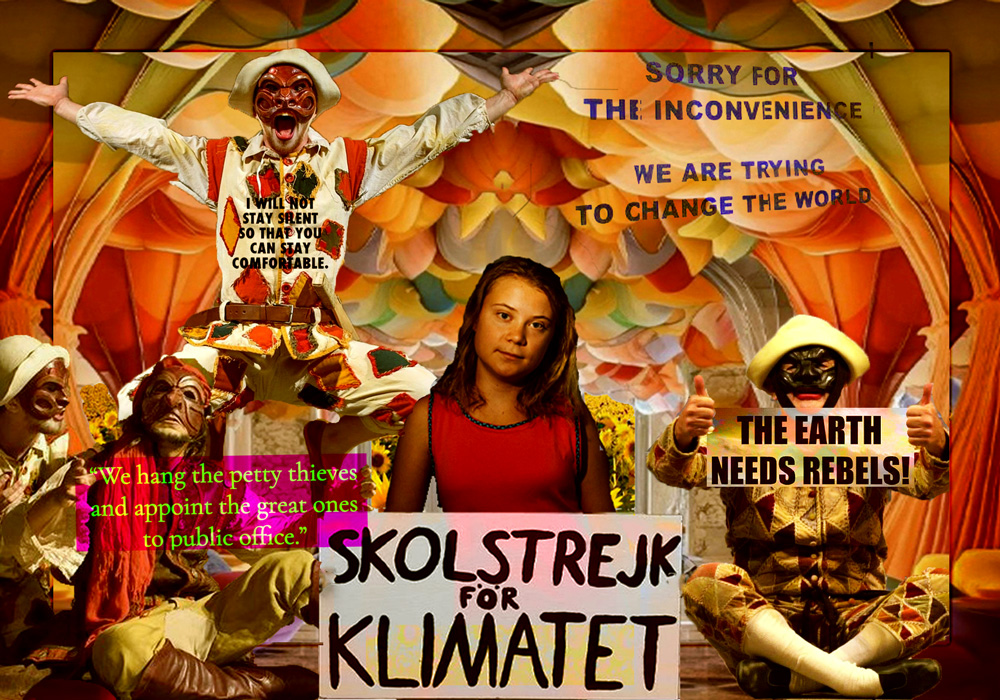 SORRY FOR
THE INCONVENIENCE
WE ARE TRYING
TO CHANGE THE WORLD
I WILL NOT
STAY SILENT
SO THAT YOU
CAN STAY
COMFORTABLE.
THE EARTH
NEEDS REBELS!
“We hang the petty thieves
and appoint the great ones
to public office.”
SKOLSTREJK
FÖR
KLIMATET